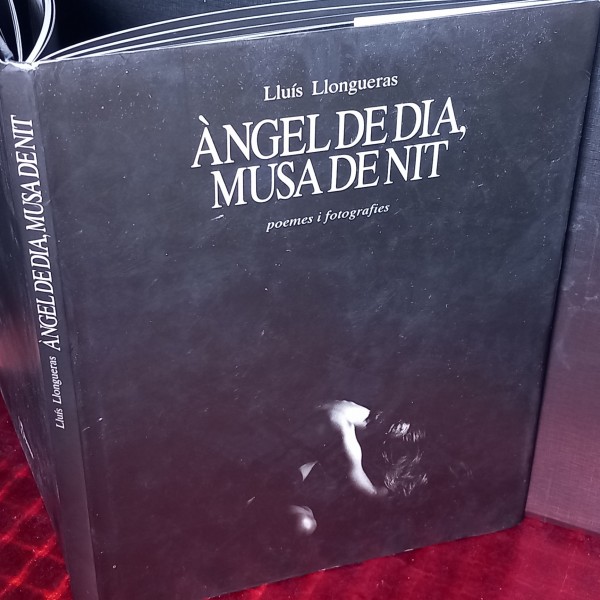 Lluís Llongueras
ÀNGEL DE DIA,
MUSA DE NIT
poemes i fotografies
Lluís Llongueras ÀNGEL DE DIA, MUSA DE NIT